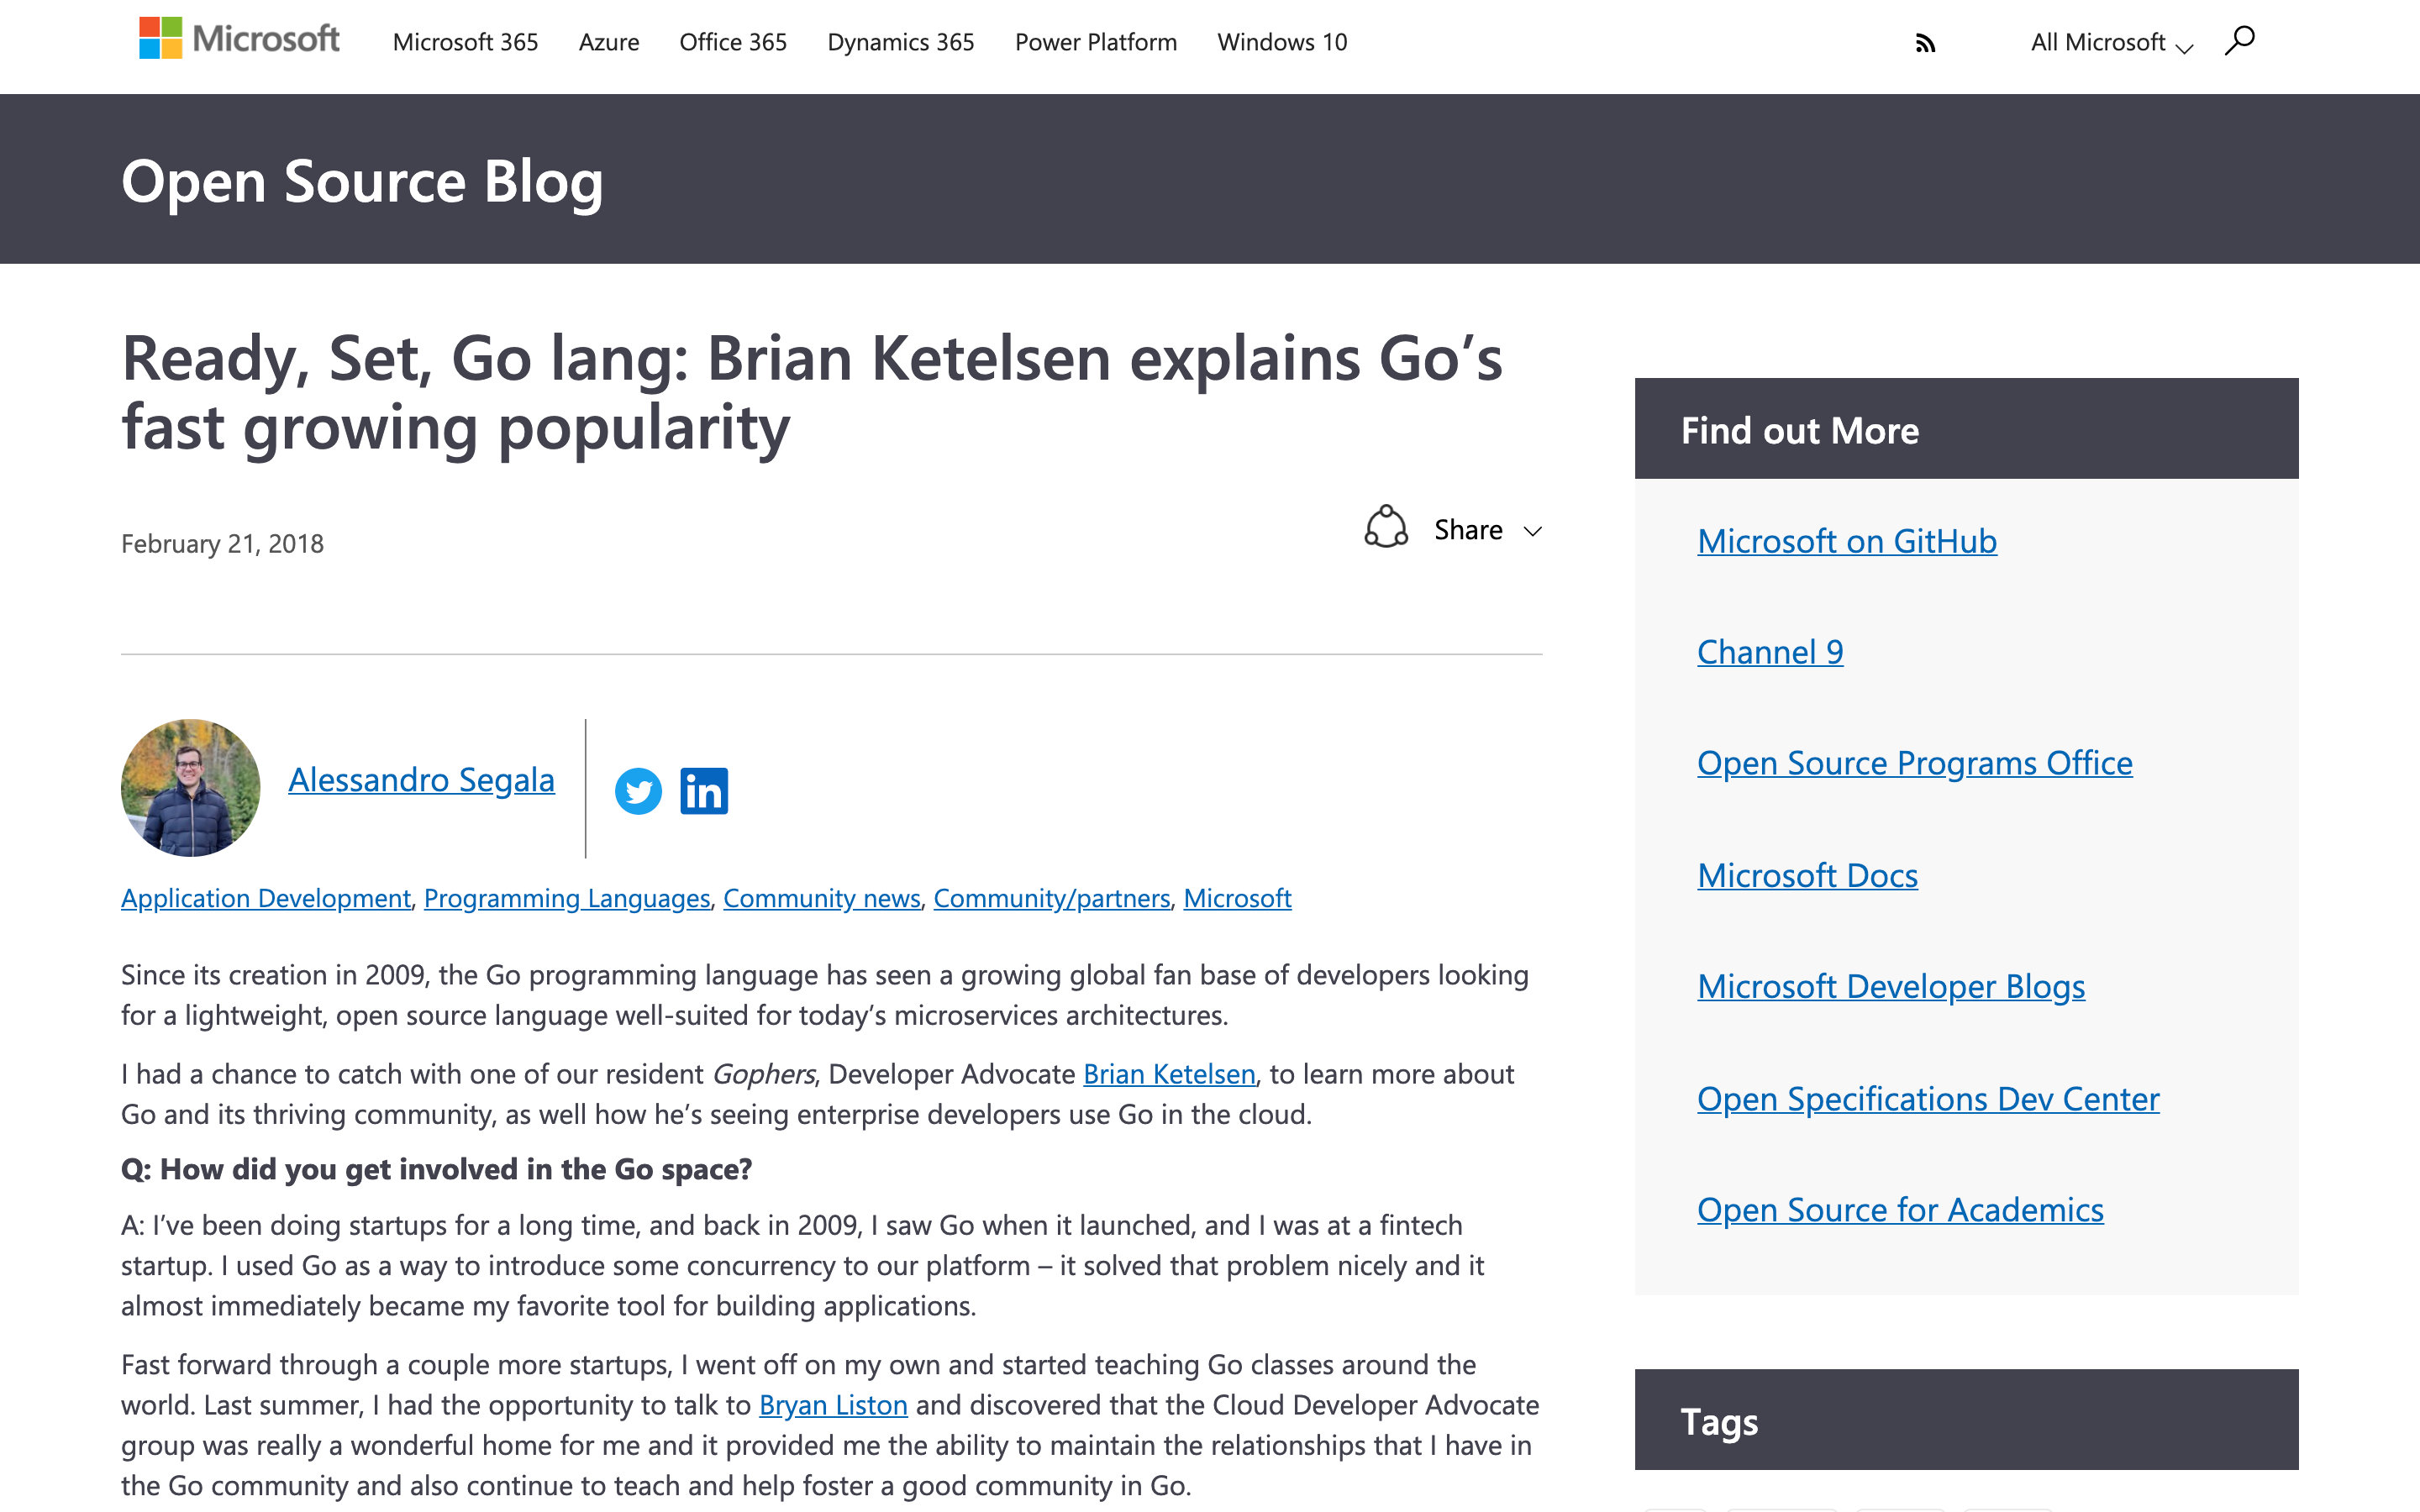 Microsoft
Microsoft 365
Azure
Office 365
Dynamics 365
Power Platform
Windows 10
All Microsoft
Open Source Blog
Ready, Set, Go lang: Brian Ketelsen explains Go’s
fast growing popularity
February 21, 2018
Share
Alessandro Segala
in
Application Development, Programming Languages, Community news, Community/partners, Microsoft
Since its creation in 2009, the Go programming language has seen a growing global fan base of developers looking
for a lightweight, open source language well-suited for today’s microservices architectures.
I had a chance to catch with one of our resident Gophers, Developer Advocate Brian Ketelsen, to learn more about
Go and its thriving community, as well how he’s seeing enterprise developers use Go in the cloud.
Q: How did you get involved in the Go space?
A: I’ve been doing startups for a long time, and back in 2009, I saw Go when it launched, and I was at a fintech
startup. I used Go as a way to introduce some concurrency to our platform – it solved that problem nicely and it
almost immediately became my favorite tool for building applications.
Fast forward through a couple more startups, I went off on my own and started teaching Go classes around the
world. Last summer, I had the opportunity to talk to Bryan Liston and discovered that the Cloud Developer Advocate
group was really a wonderful home for me and it provided me the ability to maintain the relationships that I have in
the Go community and also continue to teach and help foster a good community in Go.
Find out More
Microsoft on GitHub
Channel 9
Open Source Programs Office
Microsoft Docs
Microsoft Developer Blogs
Open Specifications Dev Center
Open Source for Academics
Tags